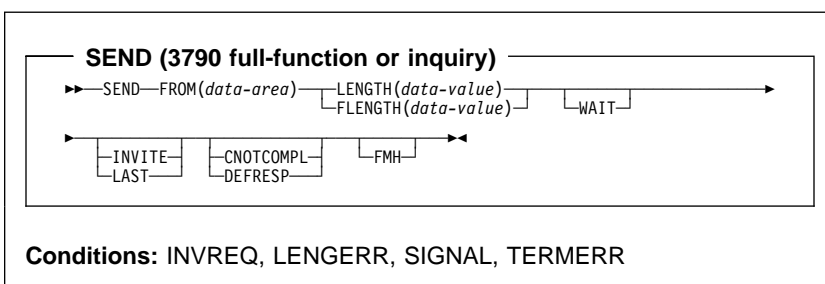 SEND (3790 full-function or inquiry)
SEND FROM(data-area) LENGTH(data-value)
FLENGTH(data-value) WAIT
INVITE CNOTCOMPL FMH
LAST DEFRESP
Conditions: INVREQ, LENGERR, SIGNAL, TERMERR